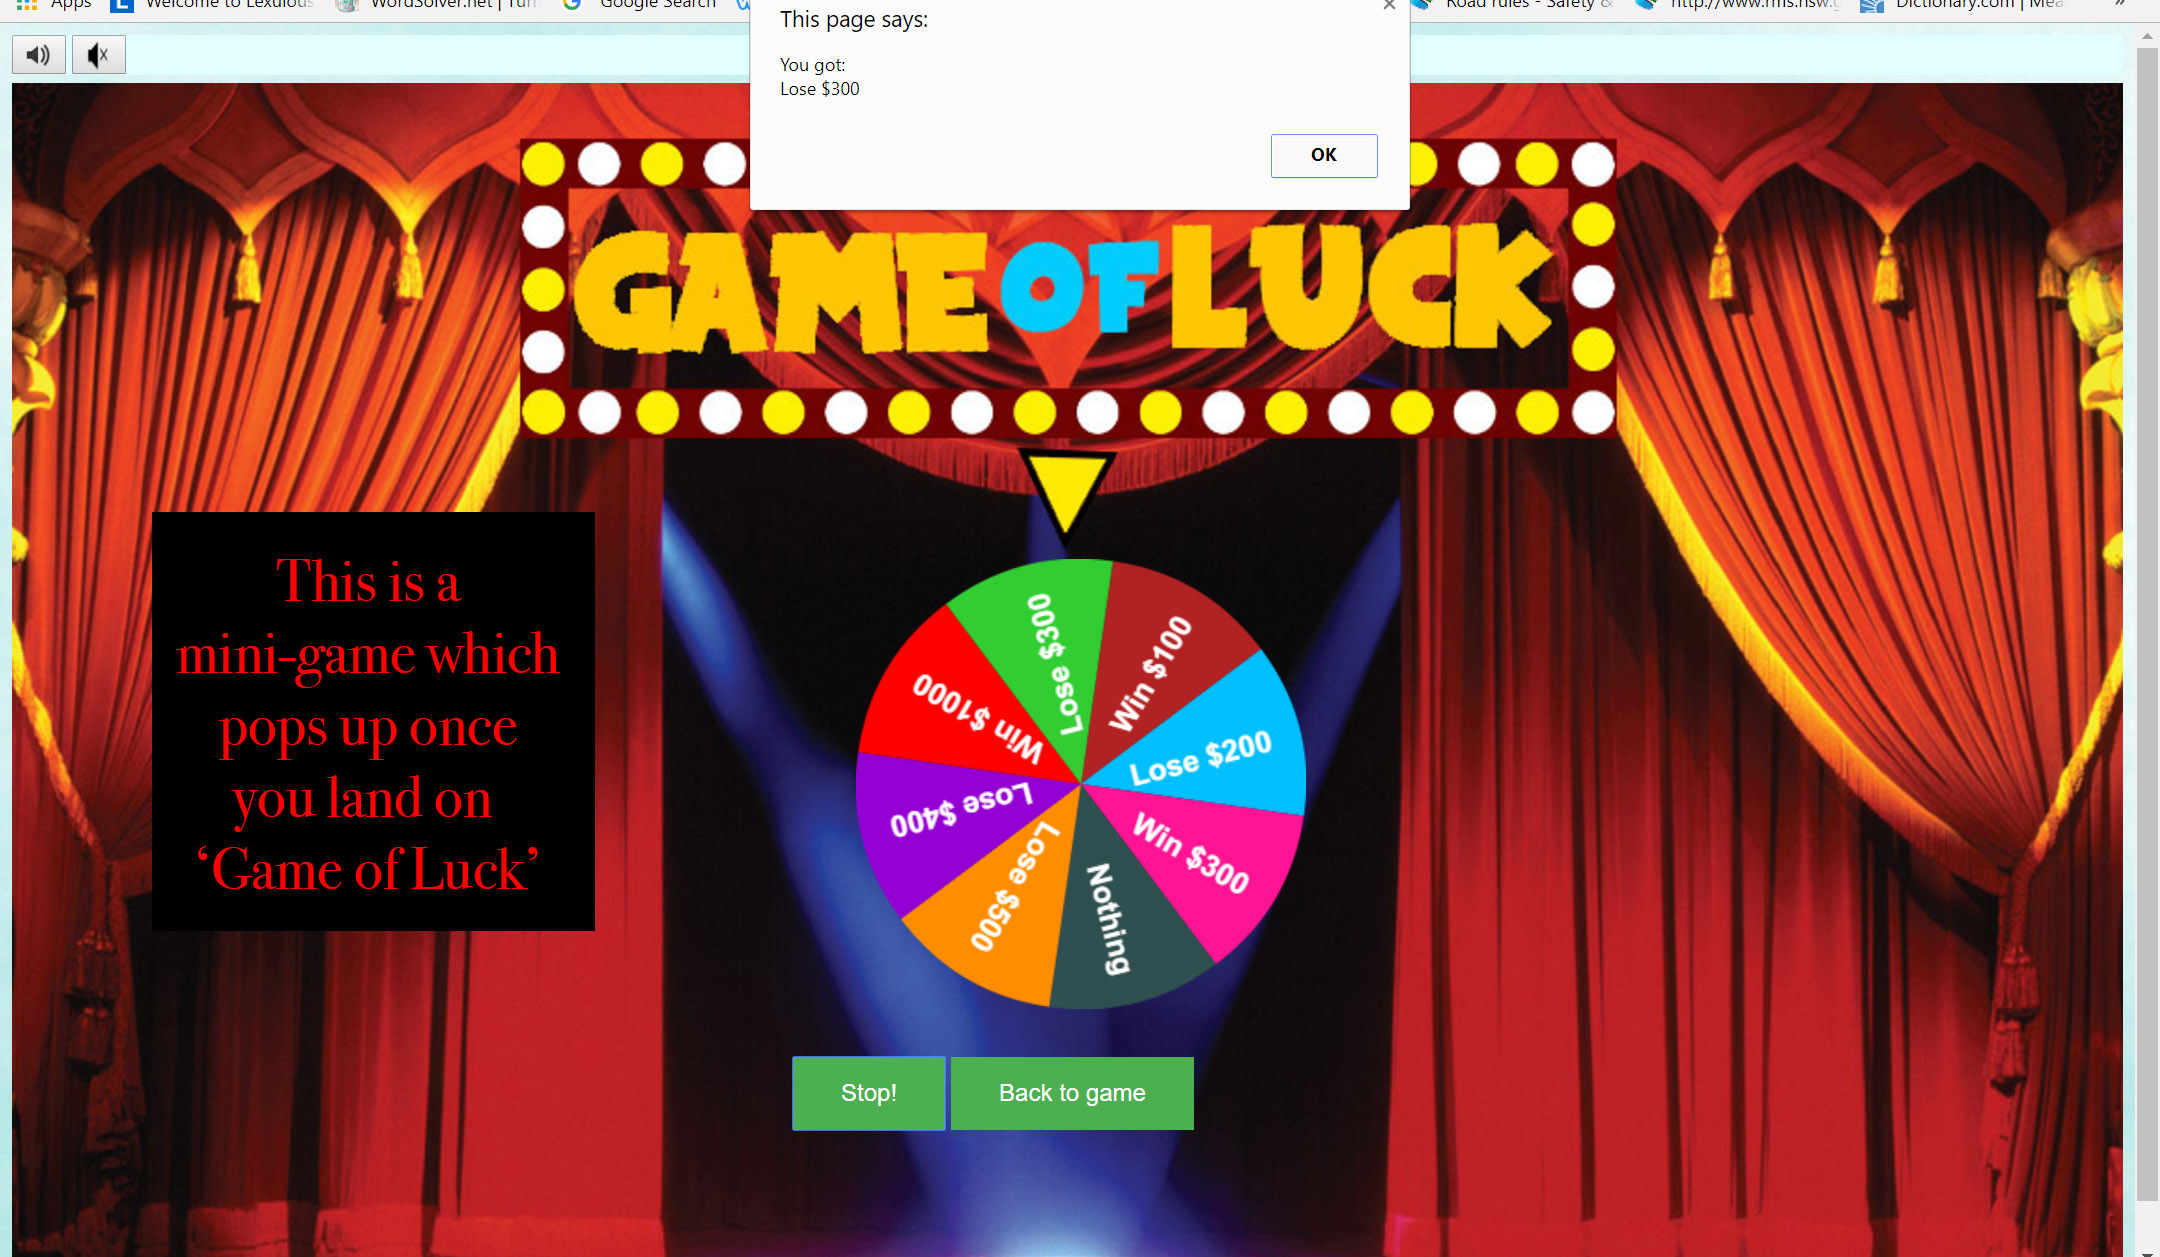 Apps Welcome to Lexulous WordSolver.net | Google Search Road rules - Safety & http://www.rms.nsw.g Dictionary.com | Mea »
This page says:
You got:
Lose $300
OK
GAME OF LUCK
This is a
mini-game which
pops up once
you land on
‘Game of Luck’
Lose $300
Win $100
Lose $200
Win $300
Nothing
Lose $500
Lose $400
Win $1000
Stop! Back to game